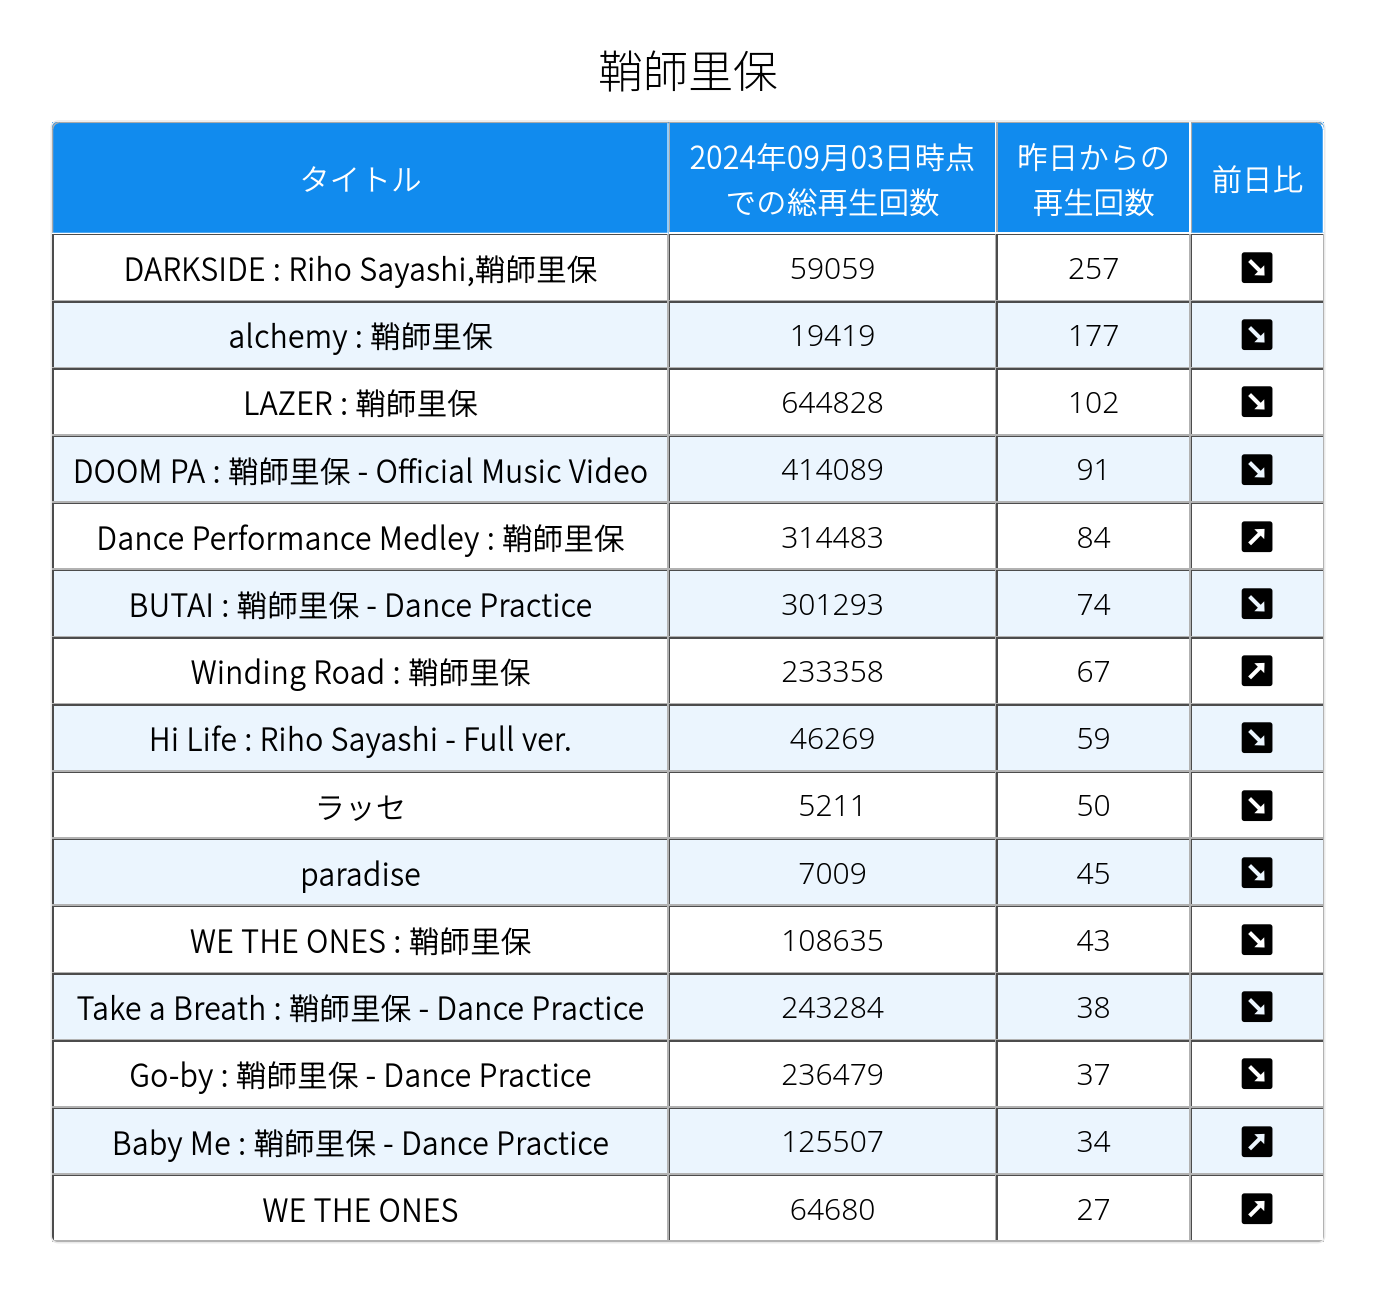 鞘師里保
タイトル
2024年09月03日時点
での総再生回数
昨日からの
再生回数
前日比
DARKSIDE : Riho Sayashi,鞘師里保 59059 257
alchemy : 鞘師里保 19419 177
LAZER : 鞘師里保 644828 102
DOOM PA : 鞘師里保 - Official Music Video 414089 91
Dance Performance Medley : 鞘師里保 314483 84
BUTAI : 鞘師里保 - Dance Practice 301293 74
Winding Road : 鞘師里保 233358 67
Hi Life : Riho Sayashi - Full ver. 46269 59
ラッセ 5211 50
paradise 7009 45
WE THE ONES : 鞘師里保 108635 43
Take a Breath : 鞘師里保 - Dance Practice 243284 38
Go-by : 鞘師里保 - Dance Practice 236479 37
Baby Me : 鞘師里保 - Dance Practice 125507 34
WE THE ONES 64680 27